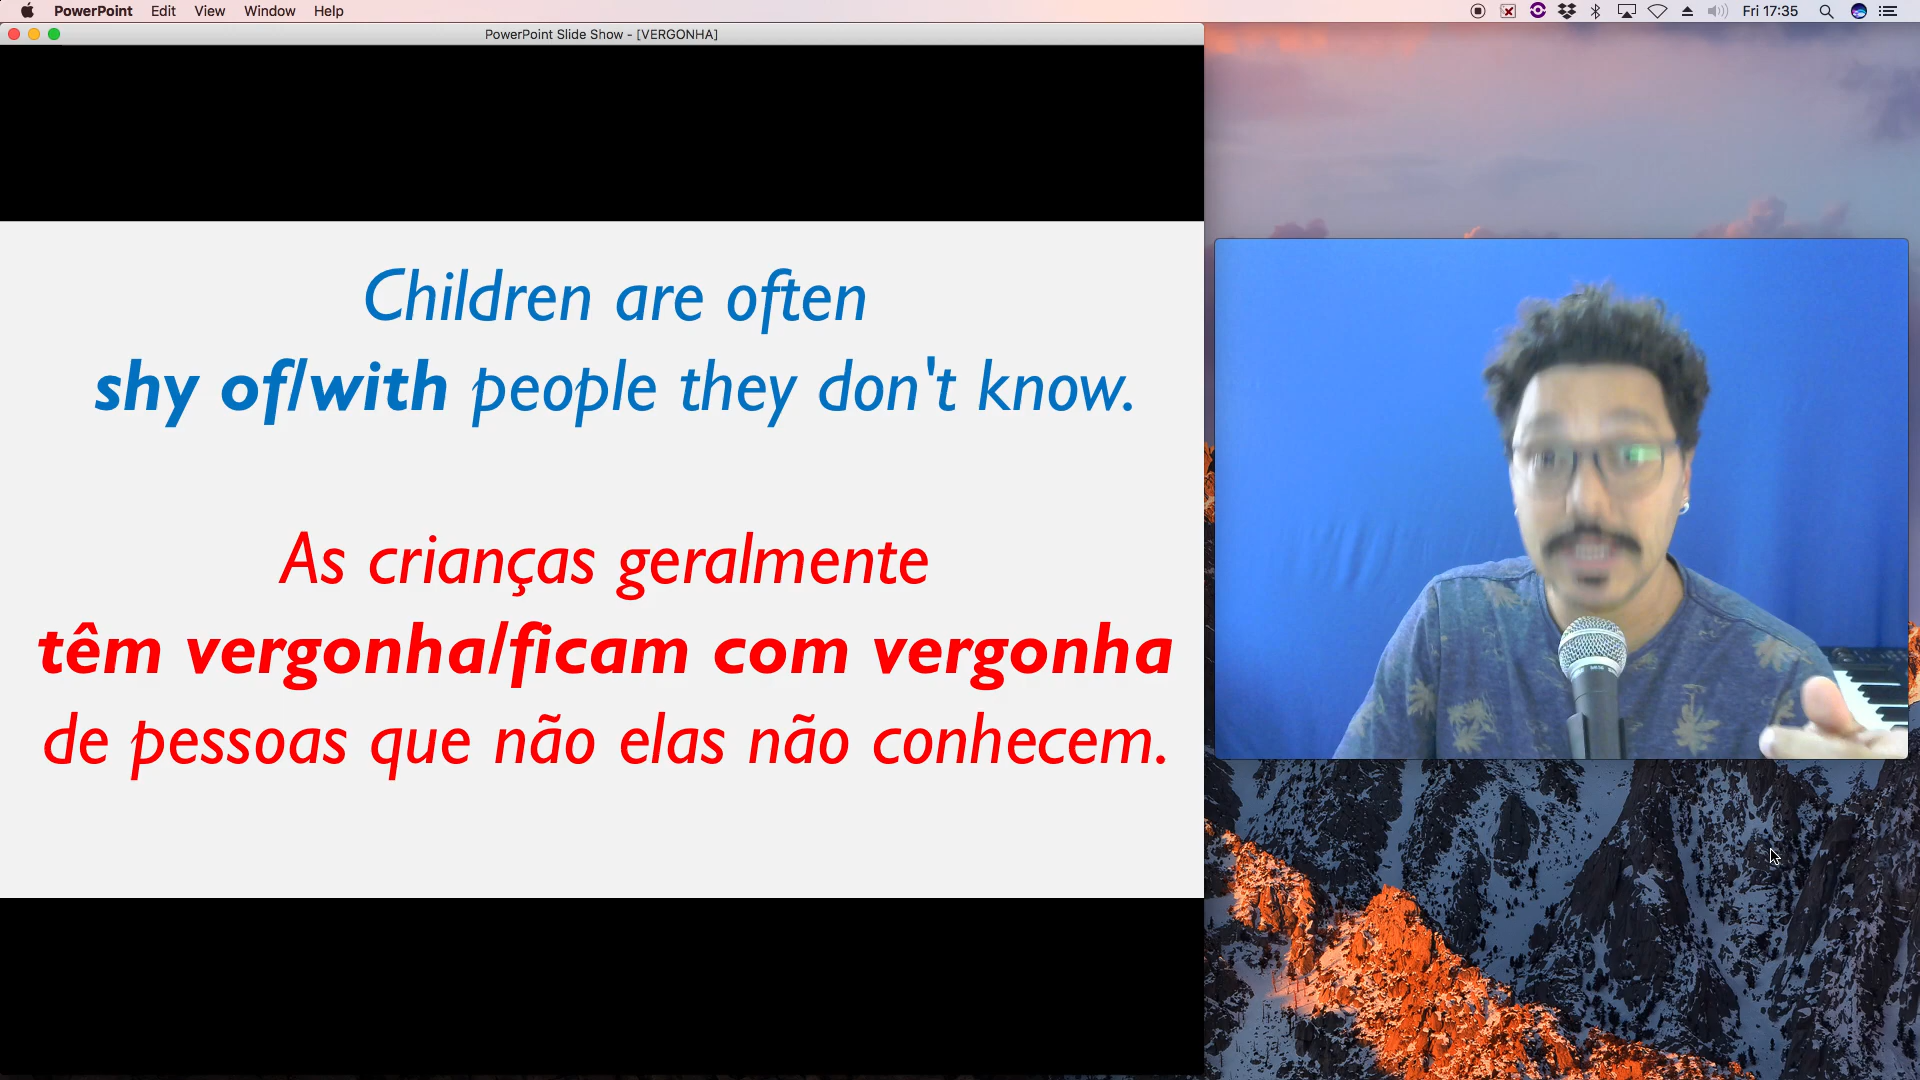 PowerPoint Edit View Window Help Fri 17:35
PowerPoint Slide Show - [VERGONHA]
Children are often
shy of/with people they don't know.
As crianças geralmente
têm vergonha/ficam com vergonha
de pessoas que não elas não conhecem.